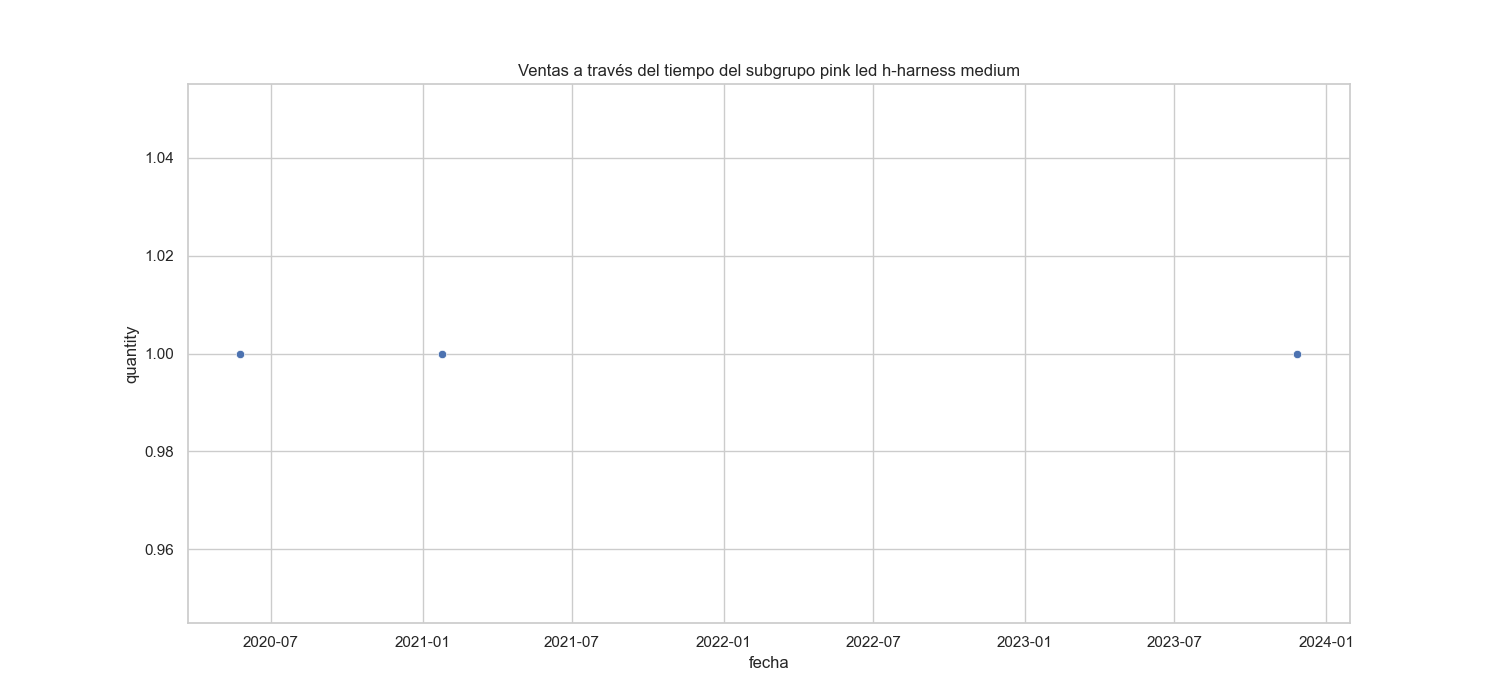 Ventas a través del tiempo del subgrupo pink led h-harness medium
1.04
1.02
1.00
0.98
0.96
quantity
2020-07 2021-01 2021-07 2022-01 2022-07 2023-01 2023-07 2024-01
fecha